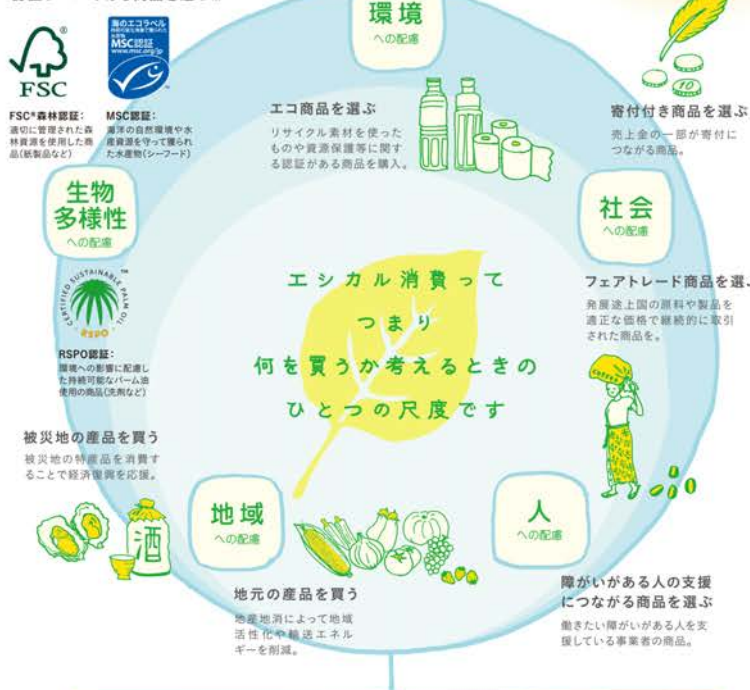 環境
への配慮
FSC
海のエコラベル
MSC認証
www.msc.org/jp
FSC®森林認証:
適切に管理された森
林資源を使用した商
品(紙製品など)
MSC認証:
海洋の自然環境や水
産資源を守って獲られ
た水産物(シーフード)
エコ商品を選ぶ
リサイクル素材を使った
ものや資源保護等に関す
る認証がある商品を購入。
10
寄付付き商品を選ぶ
売上金の一部が寄付に
つながる商品。
生物
多様性
への配慮
社会
への配慮
CERTIFIED SUSTAINABLE PALM OIL
RSPO
TM
RSPO認証:
環境への影響に配慮し
た持続可能なパーム油
使用の商品(洗剤など)
フェアトレード商品を選
発展途上国の原料や製品を
適正な価格で継続的に取引
された商品を。
coffee
エシカル消費って
つまり
何を買うか考えるときの
ひとつの尺度です
被災地の産品を買う
被災地の特産品を消費す
ることで経済復興を応援。
酒
地域
への配慮
地元の産品を買う
地産地消によって地域
活性化や輸送エネル
ギーを削減。
人
への配慮
障がいがある人の支援
につながる商品を選ぶ
働きたい障がいがある人を支
援している事業者の商品。